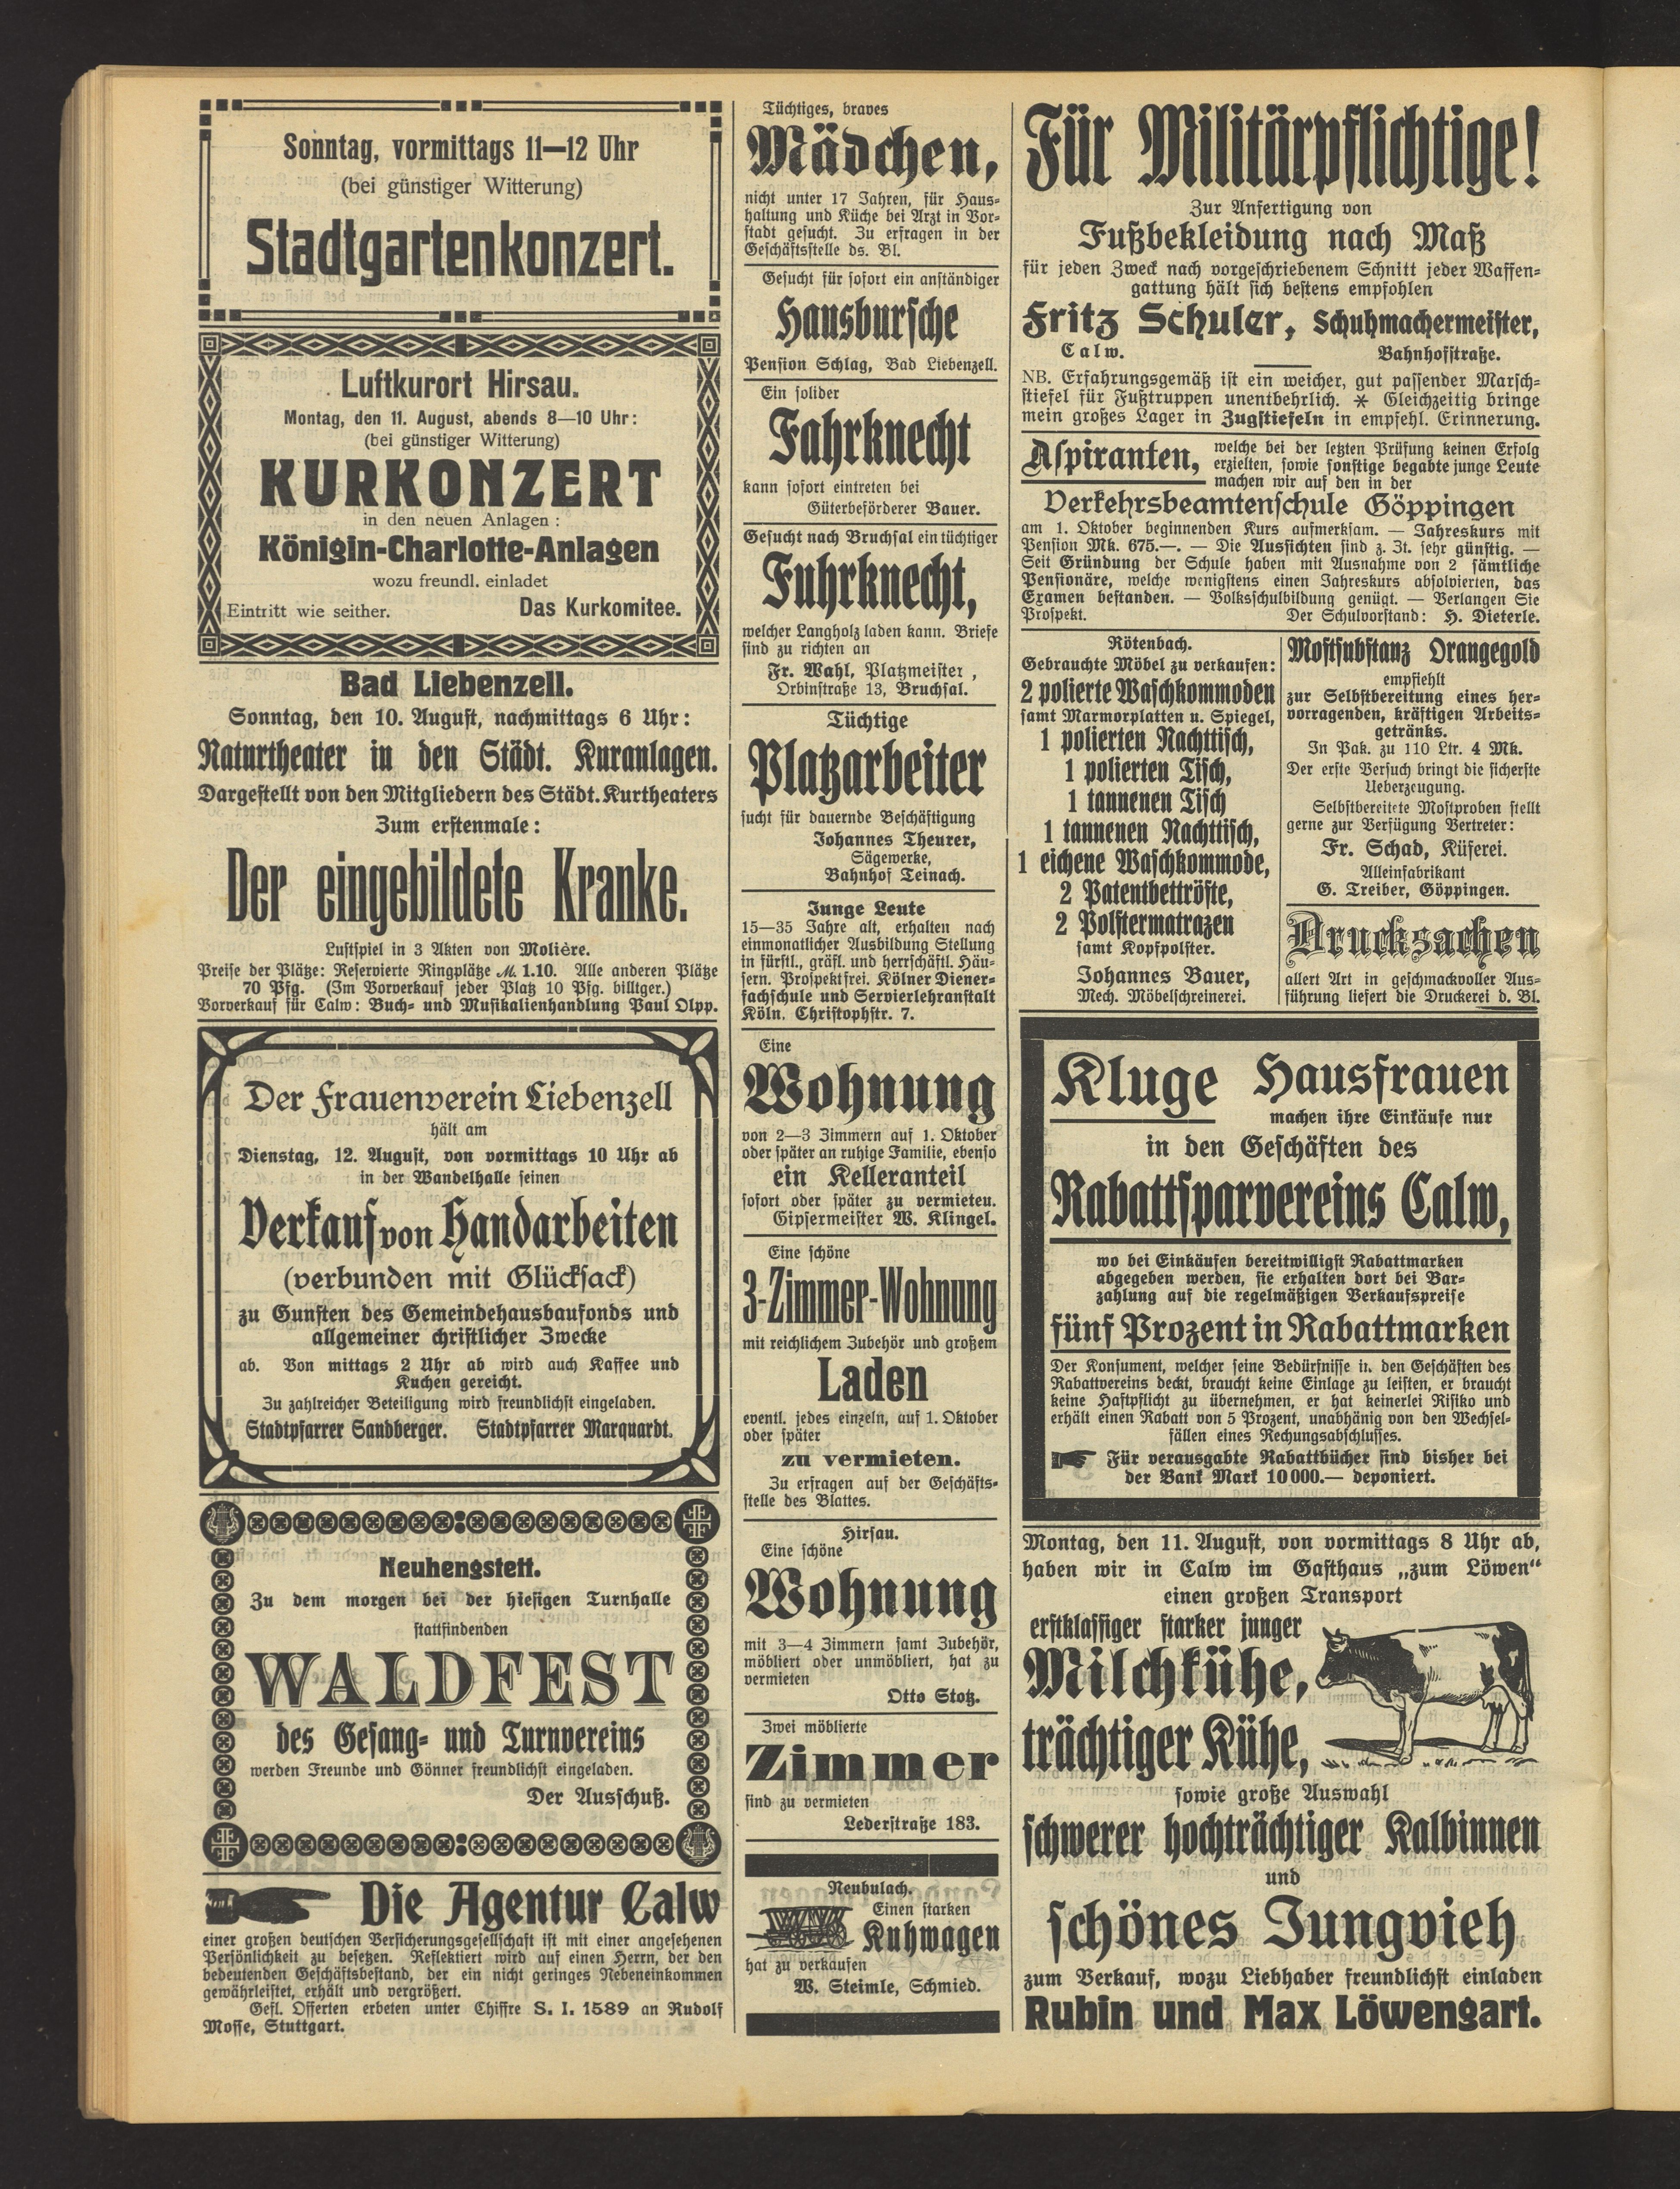 Sonntag, vormittags 11—12 Uhr
(bei günstiger Witterung)
Stadtgartenkonzert.
Luftkurort Hirsau.
Montag, den 11. August, abends 8—10 Uhr:
(bei günstiger Witterung)
KURKONZERT
in den neuen Anlagen:
Königin-Charlotte-Anlagen
wozu freundl. einladet
Eintritt wie seither. Das Kurkomitee.
Bad Liebenzell.
Sonntag, den 10. August, nachmittags 6 Uhr:
Naturtheater in den Städt. Kuranlagen.
Dargestellt von den Mitgliedern des Städt. Kurtheaters
Zum erstenmale:
Der eingebildete Kranke.
Lustspiel in 3 Akten von Molière.
Preise der Plätze: Reservierte Ringplätze M. 1.10. Alle anderen Plätze
70 Pfg. (Im Vorverkauf jeder Platz 10 Pfg. billiger.)
Vorverkauf für Calw: Buch- und Musikalienhandlung Paul Olpp.
Der Frauenverein Liebenzell
hält am
Dienstag, 12. August, von vormittags 10 Uhr ab
in der Wandelhalle seinen
Verkauf von Handarbeiten
(verbunden mit Glücksack)
zu Gunsten des Gemeindehausbaufonds und
allgemeiner christlicher Zwecke
ab. Von mittags 2 Uhr ab wird auch Kaffee und
Kuchen gereicht.
Zu zahlreicher Beteiligung wird freundlichst eingeladen.
Stadtpfarrer Sandberger. Stadtpfarrer Marquardt.
Neuhengstett.
Zu dem morgen bei der hiesigen Turnhalle
stattfindenden
WALDFEST
des Gesang- und Turnvereins
werden Freunde und Gönner freundlichst eingeladen.
Der Ausschuß.
Die Agentur Calw
einer großen deutschen Versicherungsgesellschaft ist mit einer angesehenen
Persönlichkeit zu besetzen. Reflektiert wird auf einen Herrn, der den
bedeutenden Geschäftsbestand, der ein nicht geringes Nebeneinkommen
gewährleistet, erhält und vergrößert.
Gefl. Offerten erbeten unter Chiffre S. I. 1589 an Rudolf
Mosse, Stuttgart.
Tüchtiges, braves
Mädchen,
nicht unter 17 Jahren, für Haus-
haltung und Küche bei Arzt in Vor-
stadt gesucht. Zu erfragen in der
Geschäftsstelle ds. Bl.
Gesucht für sofort ein anständiger
Hausbursche
Pension Schlag, Bad Liebenzell.
Ein solider
Fahrknecht
kann sofort eintreten bei
Güterbeförderer Bauer.
Gesucht nach Bruchsal ein tüchtiger
Fuhrknecht,
welcher Langholz laden kann. Briefe
sind zu richten an
Fr. Wahl, Platzmeister,
Orbinstraße 13, Bruchsal.
Tüchtige
Platzarbeiter
sucht für dauernde Beschäftigung
Johannes Theurer,
Sägewerke,
Bahnhof Teinach.
Junge Leute
15—35 Jahre alt, erhalten nach
einmonatlicher Ausbildung Stellung
in fürstl., gräfl. und herrschäftl. Häu-
sern. Prospekt frei. Kölner Diener-
fachschule und Servierlehranstalt
Köln, Christophstr. 7.
Eine
Wohnung
von 2—3 Zimmern auf 1. Oktober
oder später an ruhige Familie, ebenso
ein Kelleranteil
sofort oder später zu vermieten.
Gipsermeister W. Klingel.
Eine schöne
3-Zimmer-Wohnung
mit reichlichem Zubehör und großem
Laden
eventl. jedes einzeln, auf 1. Oktober
oder später
zu vermieten.
Zu erfragen auf der Geschäfts-
stelle des Blattes.
Hirsau.
Eine schöne
Wohnung
mit 3—4 Zimmern samt Zubehör,
möbliert oder unmöbliert, hat zu
vermieten
Otto Stotz.
Zwei möblierte
Zimmer
sind zu vermieten
Lederstraße 183.
Neubulach.
Einen starken
Kuhwagen
hat zu verkaufen
W. Steimle, Schmied.
Für Militärpflichtige!
Zur Anfertigung von
Fußbekleidung nach Maß
für jeden Zweck nach vorgeschriebenem Schnitt jeder Waffen-
gattung hält sich bestens empfohlen
Fritz Schuler, Schuhmachermeister,
Calw. Bahnhofstraße.
NB. Erfahrungsgemäß ist ein weicher, gut passender Marsch-
stiefel für Fußtruppen unentbehrlich. * Gleichzeitig bringe
mein großes Lager in Zugstiefeln in empfehl. Erinnerung.
Aspiranten, welche bei der letzten Prüfung keinen Erfolg
erzielten, sowie sonstige begabte junge Leute
machen wir auf den in der
Verkehrsbeamtenschule Göppingen
am 1. Oktober beginnenden Kurs aufmerksam. — Jahreskurs mit
Pension Mk. 675.—. — Die Aussichten sind z. Zt. sehr günstig. —
Seit Gründung der Schule haben mit Ausnahme von 2 sämtliche
Pensionäre, welche wenigstens einen Jahreskurs absolvierten, das
Examen bestanden. — Volksschulbildung genügt. — Verlangen Sie
Prospekt. Der Schulvorstand: H. Dieterle.
Rötenbach.
Gebrauchte Möbel zu verkaufen:
2 polierte Waschkommoden
samt Marmorplatten u. Spiegel,
1 polierten Nachttisch,
1 polierten Tisch,
1 tannenen Tisch
1 tannenen Nachttisch,
1 eichene Waschkommode,
2 Patentbettröste,
2 Polstermatrazen
samt Kopfpolster.
Johannes Bauer,
Mech. Möbelschreinerei.
Mostsubstanz Orangegold
empfiehlt
zur Selbstbereitung eines her-
vorragenden, kräftigen Arbeits-
getränks.
In Pak. zu 110 Ltr. 4 Mk.
Der erste Versuch bringt die sicherste
Ueberzeugung.
Selbstbereitete Mostproben stellt
gerne zur Verfügung Vertreter:
Fr. Schad, Küferei.
Alleinfabrikant
G. Treiber, Göppingen.
Drucksachen
allert Art in geschmackvoller Aus-
führung liefert die Druckerei d. Bl.
Kluge Hausfrauen
machen ihre Einkäufe nur
in den Geschäften des
Rabattsparvereins Calw,
wo bei Einkäufen bereitwilligst Rabattmarken
abgegeben werden, sie erhalten dort bei Bar-
zahlung auf die regelmäßigen Verkaufspreise
fünf Prozent in Rabattmarken
Der Konsument, welcher seine Bedürfnisse in den Geschäften des
Rabattvereins deckt, braucht keine Einlage zu leisten, er braucht
keine Haftpflicht zu übernehmen, er hat keinerlei Risiko und
erhält einen Rabatt von 5 Prozent, unabhänig von den Wechsel-
fällen eines Rechnungsabschlusses.
Für verausgabte Rabattbücher sind bisher bei
der Bank Mark 10000.— deponiert.
Montag, den 11. August, von vormittags 8 Uhr ab,
haben wir in Calw im Gasthaus „zum Löwen“
einen großen Transport
erstklassiger starker junger
Milchkühe,
trächtiger Kühe,
sowie große Auswahl
schwerer hochträchtiger Kalbinnen
und
schönes Jungvieh
zum Verkauf, wozu Liebhaber freundlichst einladen
Rubin und Max Löwengart.